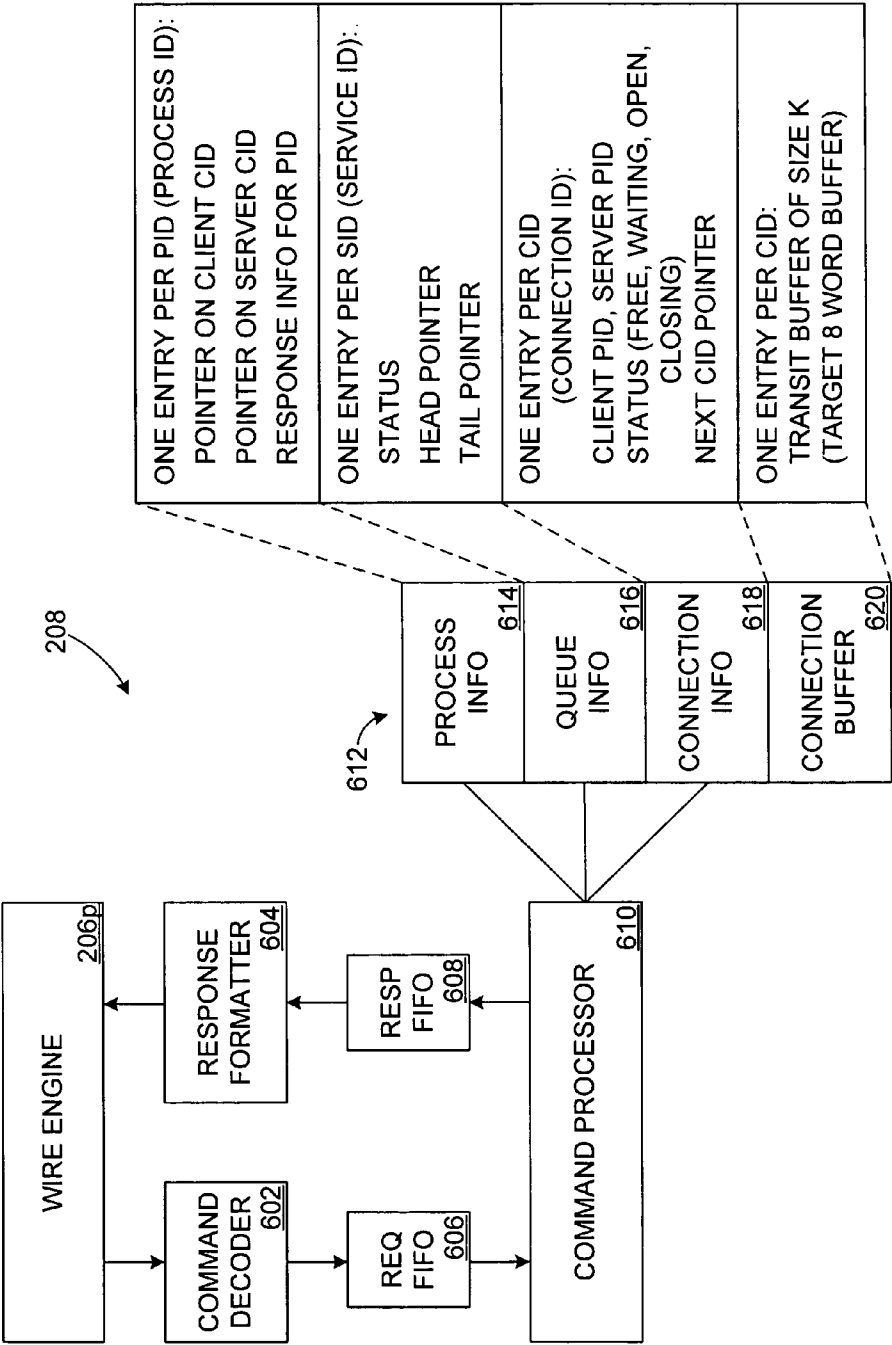 208
WIRE ENGINE
206p
COMMAND
DECODER
602
RESPONSE
FORMATTER
604
REQ
FIFO
606
RESP
FIFO
608
COMMAND PROCESSOR
610
612
PROCESS
INFO
614
QUEUE
INFO
616
CONNECTION
INFO
618
CONNECTION
BUFFER
620
ONE ENTRY PER PID (PROCESS ID):
POINTER ON CLIENT CID
POINTER ON SERVER CID
RESPONSE INFO FOR PID
ONE ENTRY PER SID (SERVICE ID):
STATUS
HEAD POINTER
TAIL POINTER
ONE ENTRY PER CID
(CONNECTION ID):
CLIENT PID, SERVER PID
STATUS (FREE, WAITING, OPEN,
CLOSING)
NEXT CID POINTER
ONE ENTRY PER CID:
TRANSIT BUFFER OF SIZE K
(TARGET 8 WORD BUFFER)